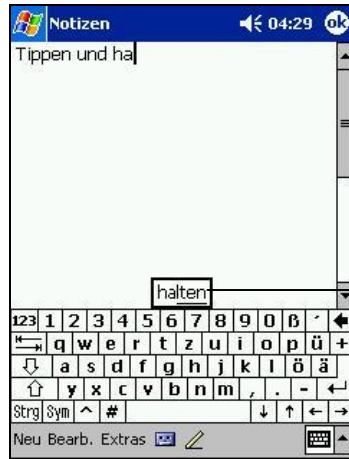 Notizen 04:29 ok
Tippen und ha
halten
123 1 2 3 4 5 6 7 8 9 0 ß ´
q w e r t z u i o p ü +
a s d f g h j k l ö ä
y x c v b n m , . -
Strg Sym ^ #
Neu Bearb. Extras